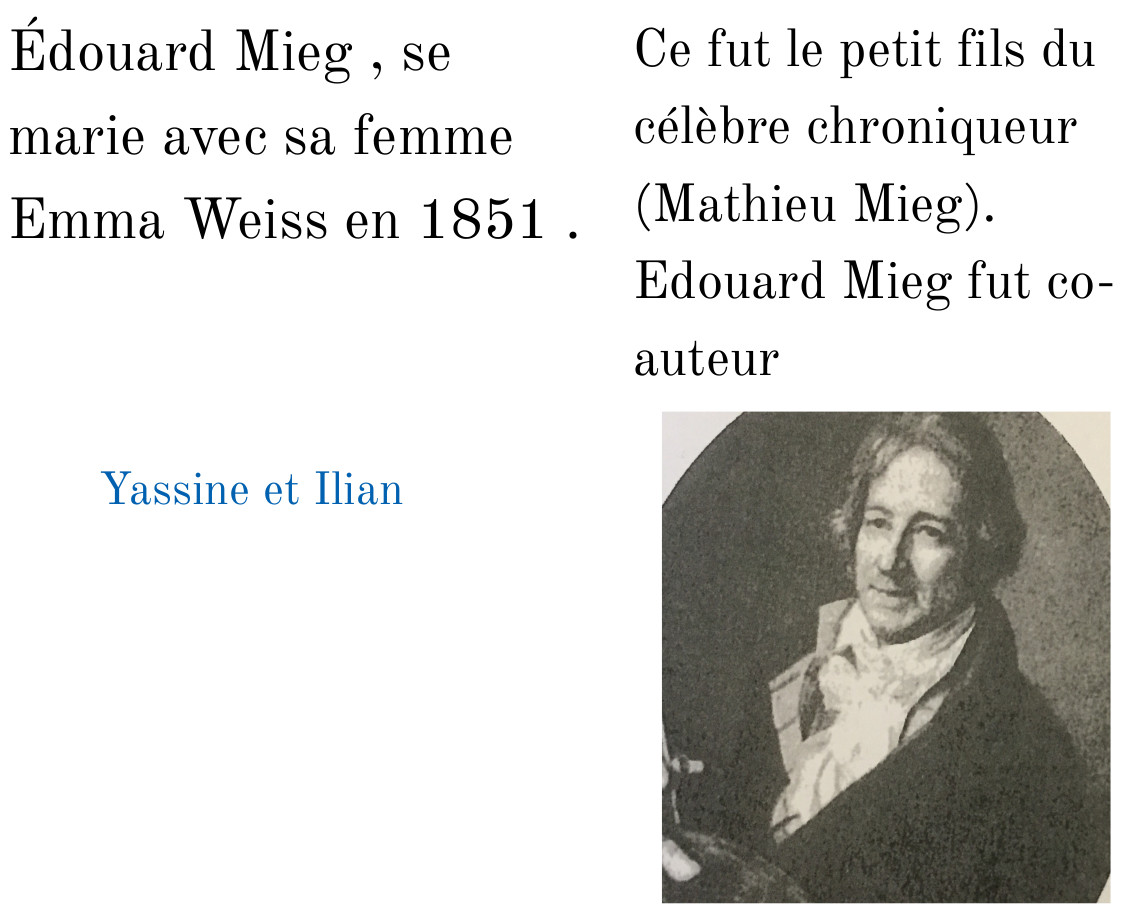 Édouard Mieg , se
marie avec sa femme
Emma Weiss en 1851 .
Yassine et Ilian
Ce fut le petit fils du
célèbre chroniqueur
(Mathieu Mieg).
Edouard Mieg fut co-
auteur